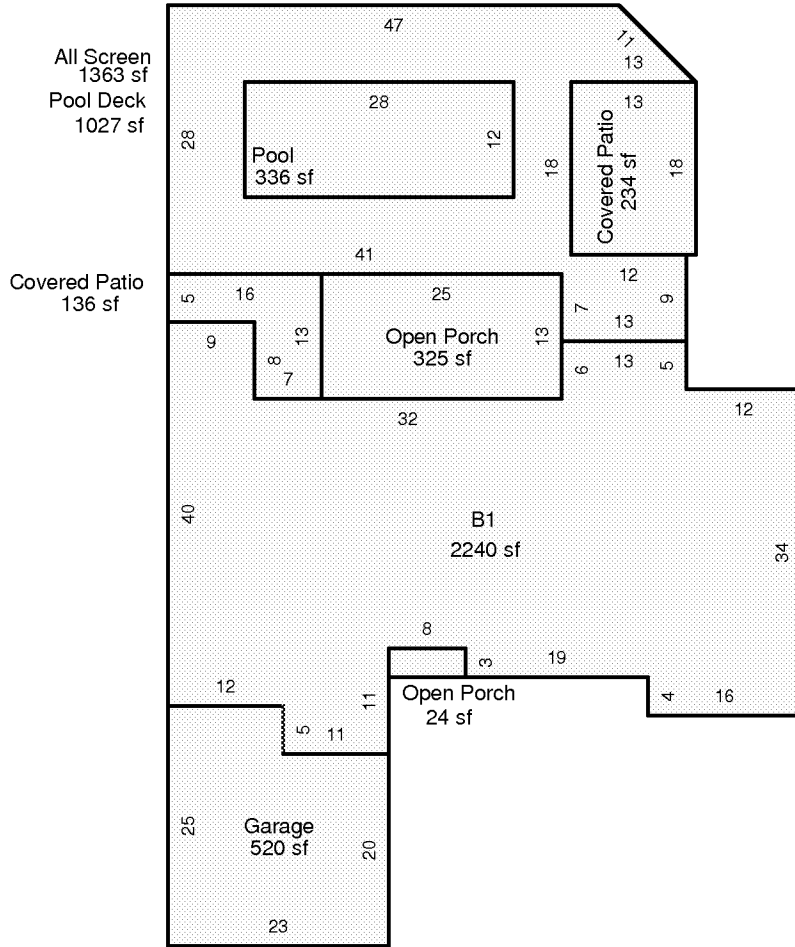 47
11
All Screen
1363 sf
13
Pool Deck
1027 sf
28
28
12
13
Pool
336 sf
18
Covered Patio
234 sf
18
41
12
Covered Patio
136 sf
5
16
25
7
9
9
13
Open Porch
325 sf
13
13
8
7
6
13
5
32
12
40
B1
2240 sf
34
8
3
19
12
11
Open Porch
24 sf
4
16
5
11
25
Garage
520 sf
20
23